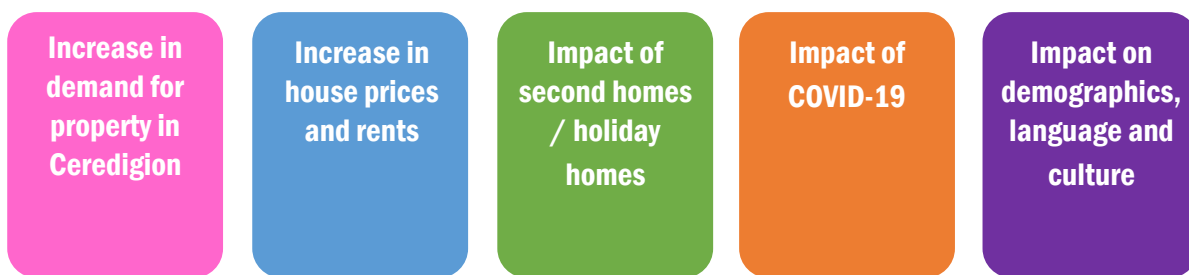 Increase in
demand for
property in
Ceredigion
Increase in
house prices
and rents
Impact of
second homes
/ holiday
homes
Impact of
COVID-19
Impact on
demographics,
language and
culture